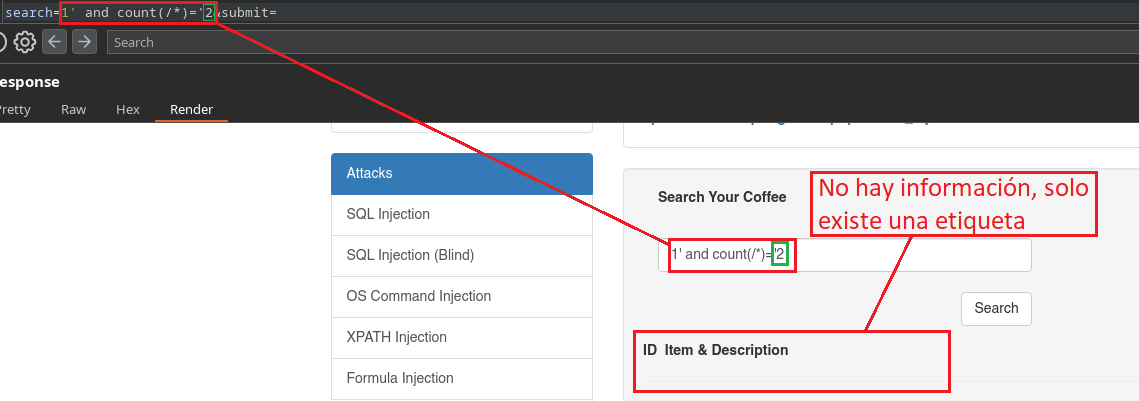 search=1' and count(/*)='2&submit=
Search
esponse
retty Raw Hex Render
Attacks
SQL Injection
SQL Injection (Blind)
OS Command Injection
XPATH Injection
Formula Injection
Search Your Coffee
No hay información, solo
existe una etiqueta
1' and count(/*)='2
Search
ID Item & Description